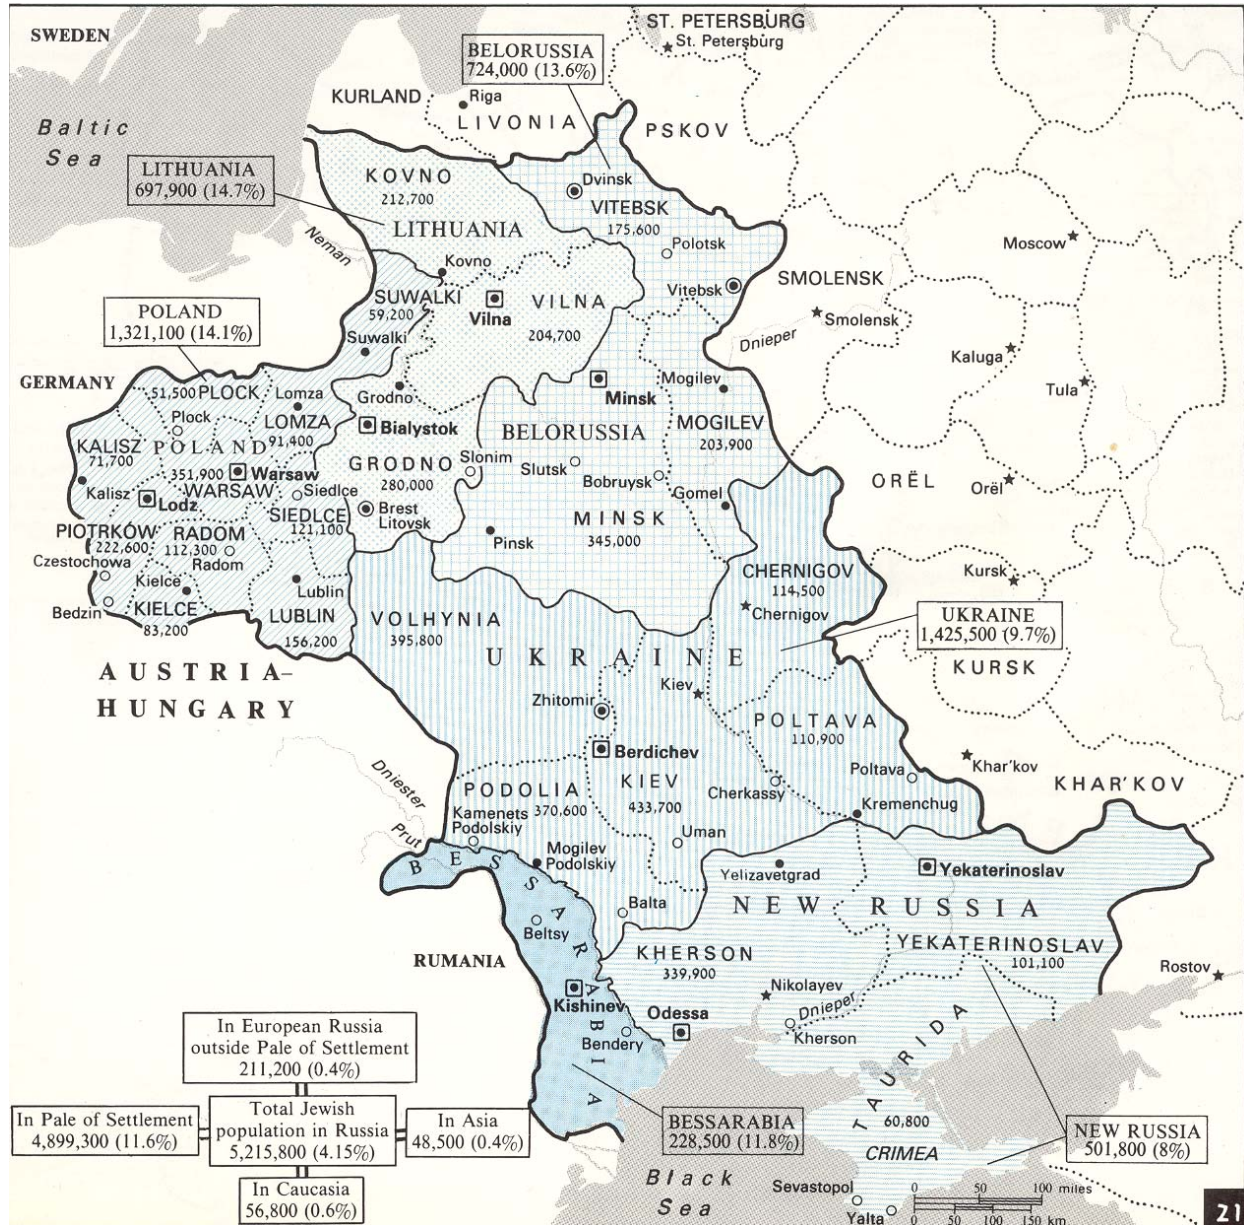 SWEDEN
ST. PETERSBURG
St. Petersburg
BELORUSSIA
724,000 (13.6%)
KURLAND
Riga
LIVONIA
PSKOV
Baltic
Sea
LITHUANIA
697,900 (14.7%)
KOVNO
212,700
LITHUANIA
Dvinsk
VITEBSK
175,600
Polotsk
Vitebsk
Moscow
Neman
Kovno
SMOLENSK
Smolensk
Dnieper
SUWALKI
59,200
Suwalki
Vilna
VILNA
204,700
POLAND
1,321,100 (14.1%)
Kaluga
Tula
GERMANY
51,500 PLOCK
Plock
Lomza
LOMZA
91,400
Grodno
Bialystok
Minsk
Mogilev
MOGILEV
203,900
BELORUSSIA
KALISZ
71,700
POLAND
351,900
Warsaw
WARSAW
Kalisz
Lodz
Siedlce
SIEDLCE
121,100
GRODNO
280,000
Slonim
Slutsk
Bobruysk
Gomel
ORËL
Orël
Brest
Litovsk
Pinsk
MINSK
345,000
PIOTRKÓW
222,600
RADOM
112,300
Radom
Czestochowa
Kielce
Bedzin
KIELCE
83,200
Lublin
LUBLIN
156,200
CHERNIGOV
114,500
Chernigov
Kursk
UKRAINE
1,425,500 (9.7%)
KURSK
VOLHYNIA
395,800
UKRAINE
AUSTRIA–
HUNGARY
Zhitomir
Kiev
Berdichev
POLTAVA
110,900
Poltava
Khar'kov
KHAR'KOV
Dniester
Prut
PODOLIA
370,600
Kamenets
Podolskiy
KIEV
433,700
Cherkassy
Kremenchug
Uman
Mogilev
Podolskiy
BESSARABIA
Yelizavetgrad
Yekaterinoslav
Balta
Beltsy
NEW RUSSIA
YEKATERINOSLAV
101,100
RUMANIA
KHERSON
339,900
Rostov
Kishinev
Nikolayev
Odessa
Dnieper
Kherson
Bendery
TAURIDA
60,800
CRIMEA
In European Russia
outside Pale of Settlement
211,200 (0.4%)
In Pale of Settlement
4,899,300 (11.6%)
Total Jewish
population in Russia
5,215,800 (4.15%)
In Asia
48,500 (0.4%)
In Caucasia
56,800 (0.6%)
BESSARABIA
228,500 (11.8%)
NEW RUSSIA
501,800 (8%)
Black
Sea
Sevastopol
Yalta
0 50 100 miles
0 50 100 150 km
21